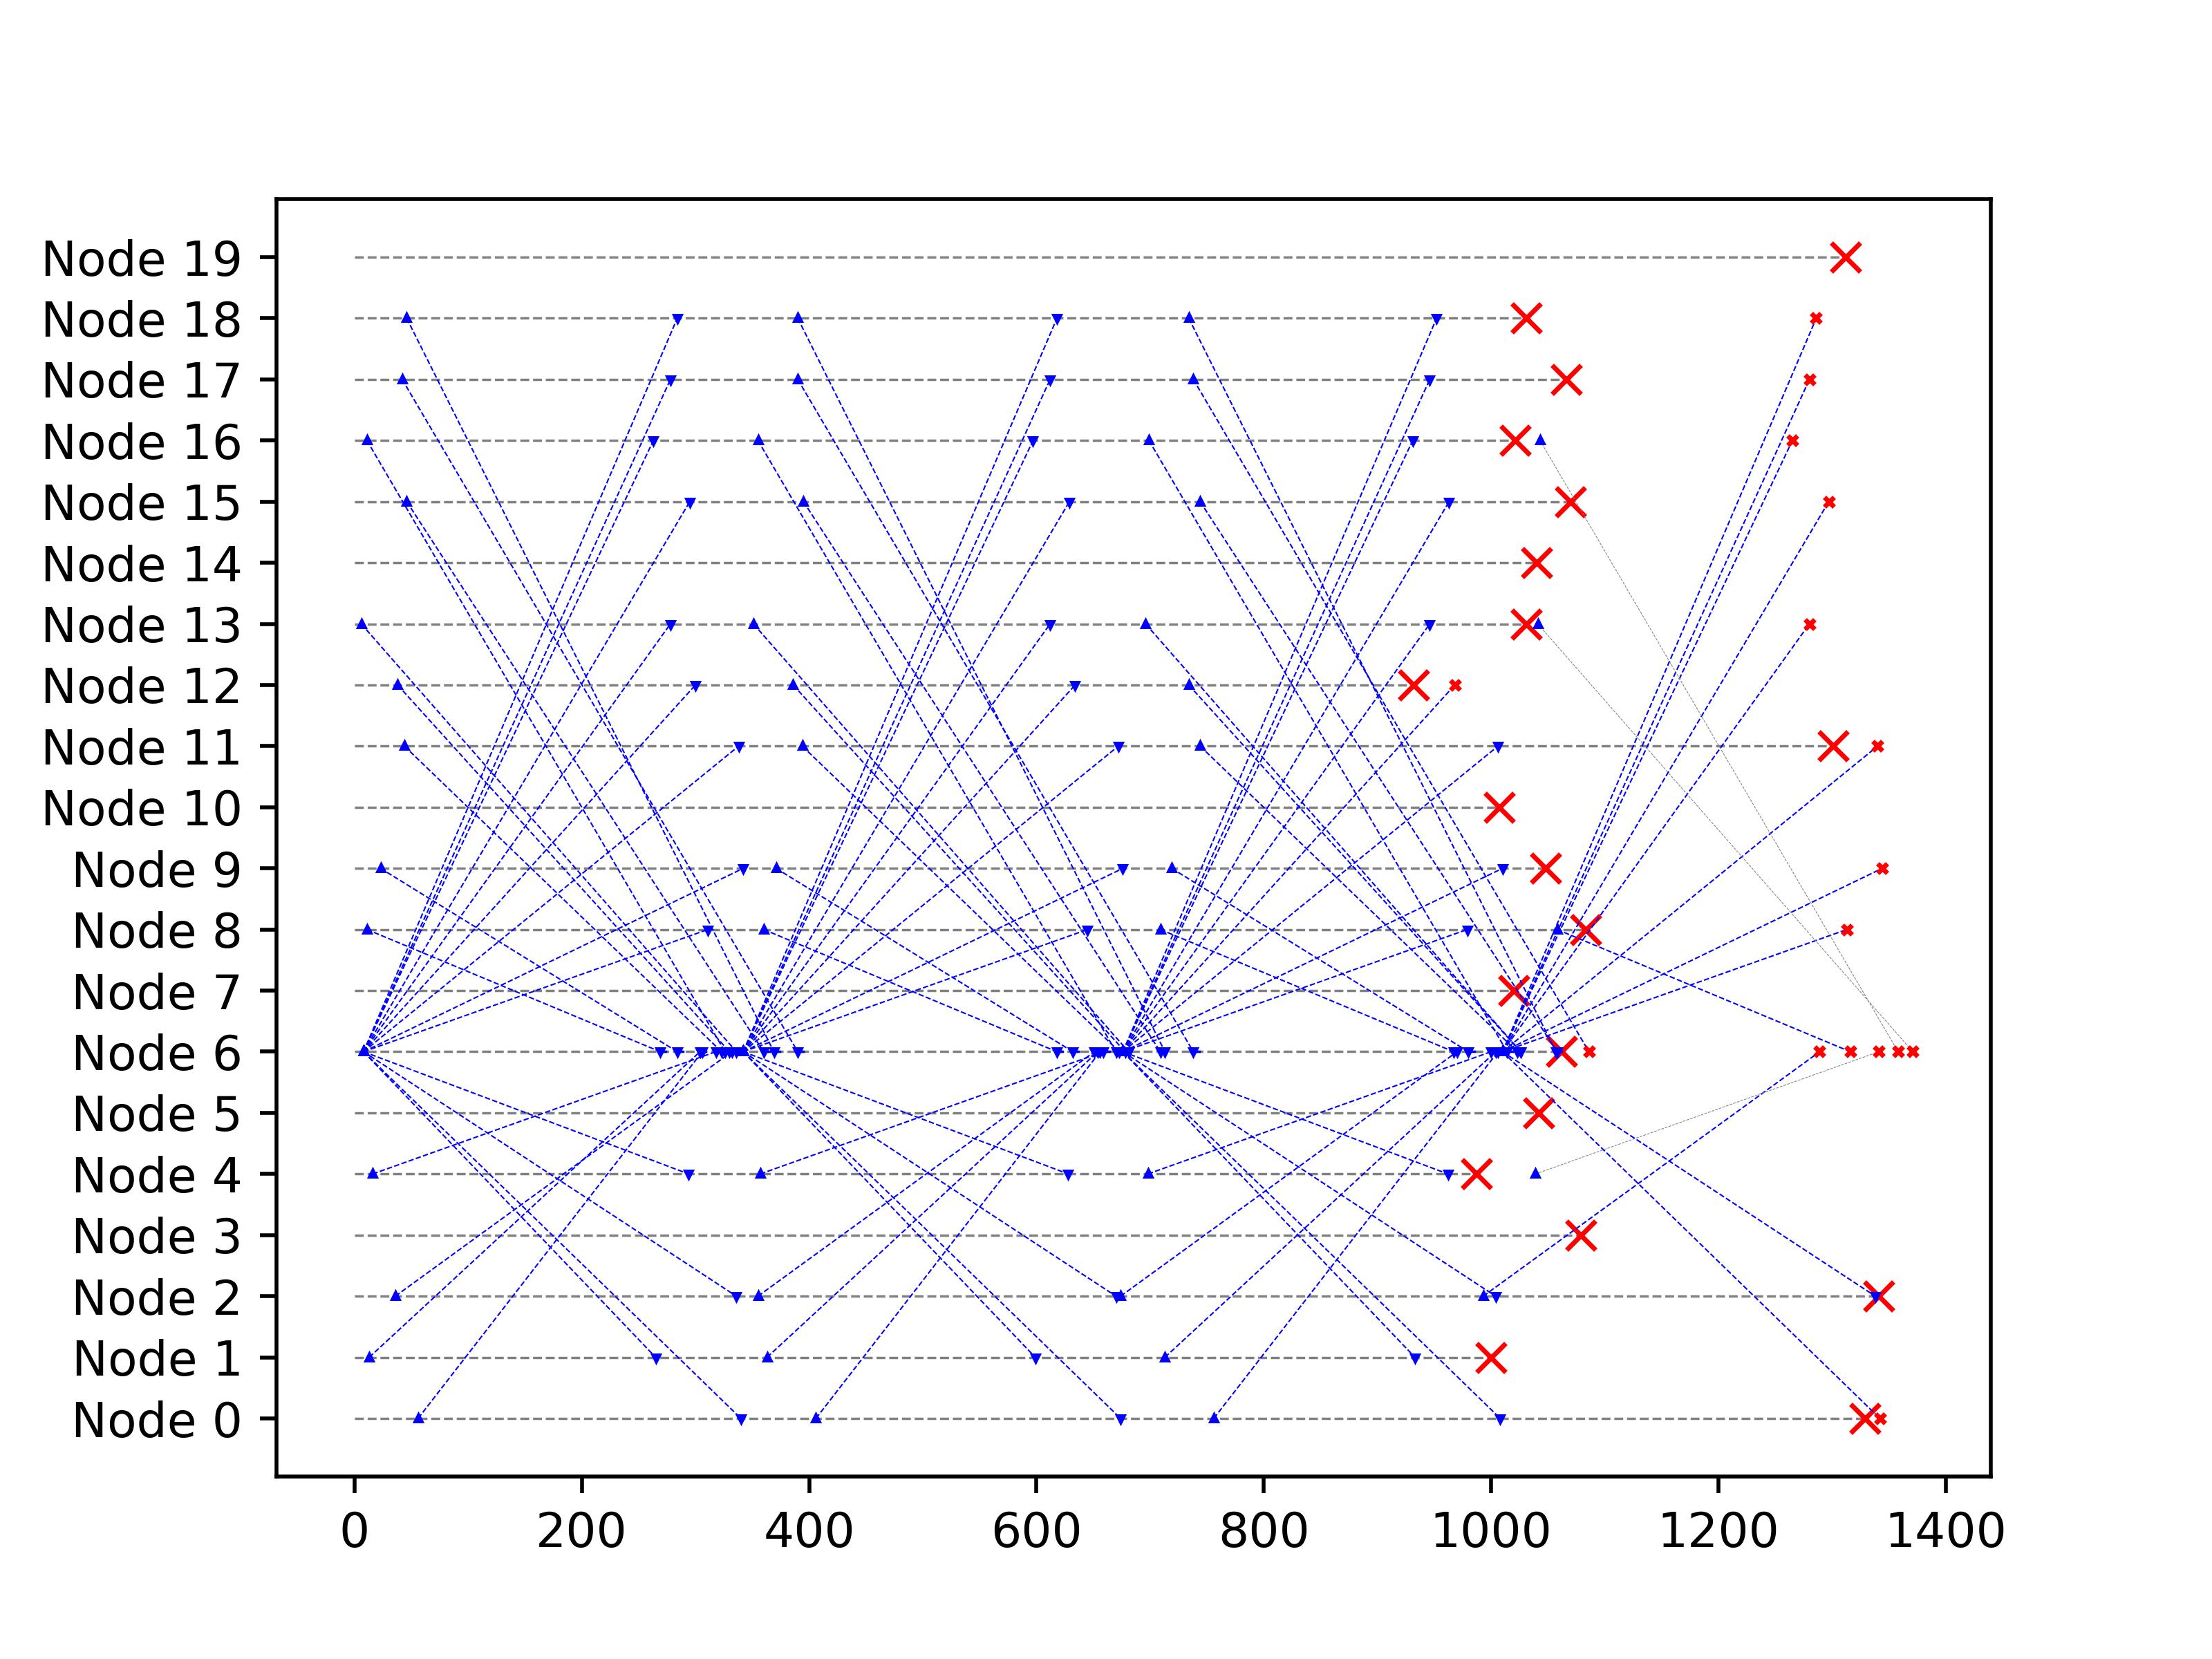 Node 19
Node 18
Node 17
Node 16
Node 15
Node 14
Node 13
Node 12
Node 11
Node 10
Node 9
Node 8
Node 7
Node 6
Node 5
Node 4
Node 3
Node 2
Node 1
Node 0
0 200 400 600 800 1000 1200 1400